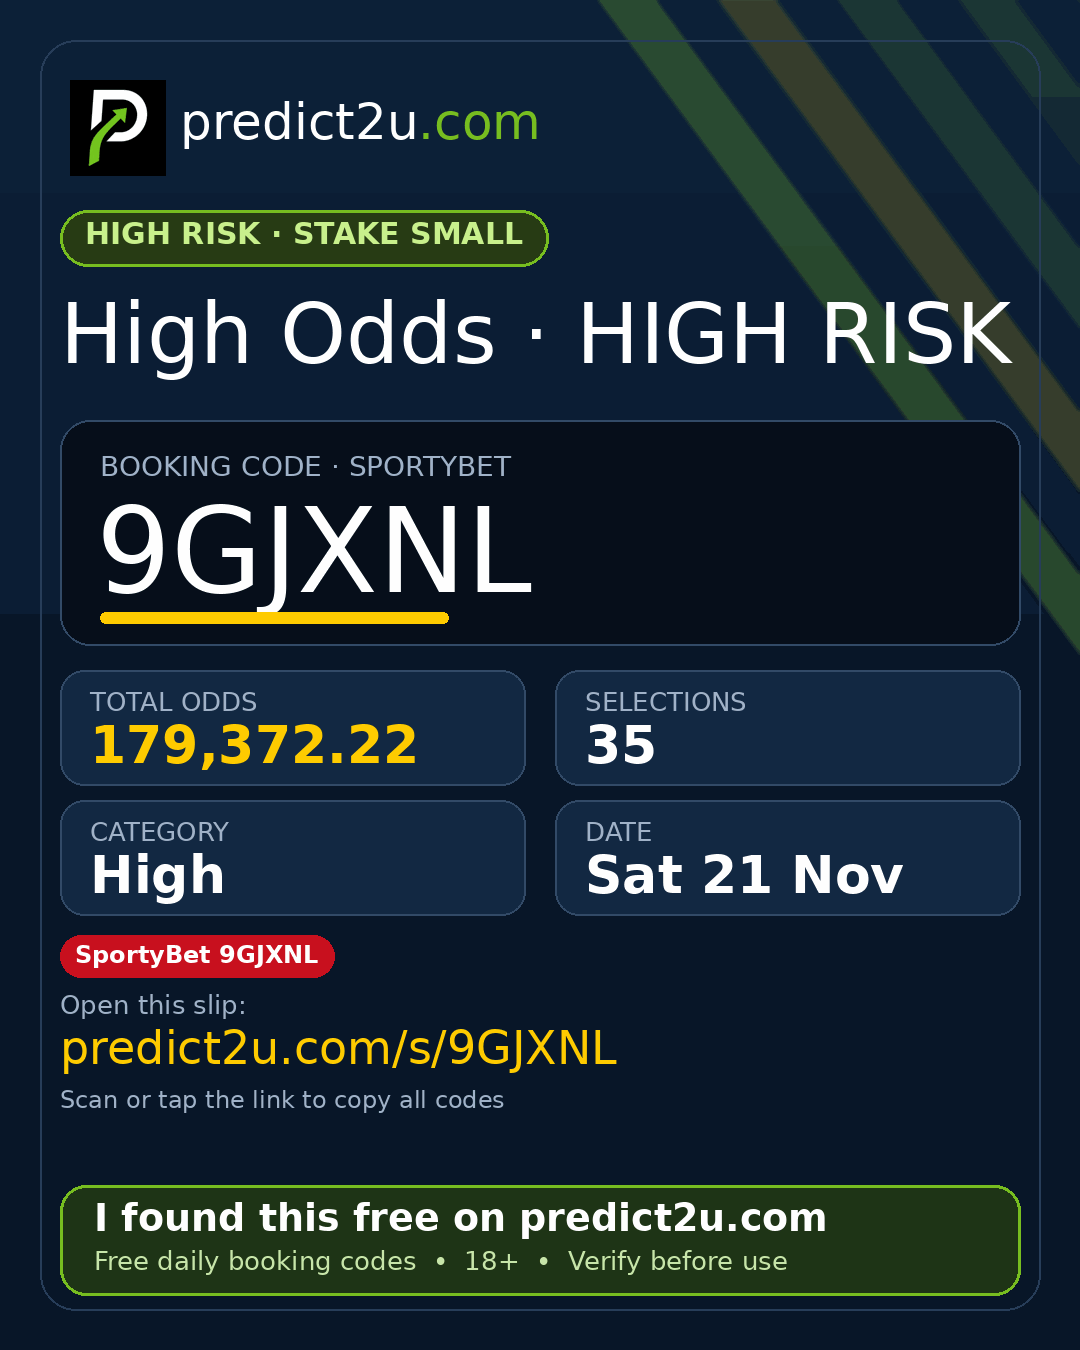 predict2u.com
HIGH RISK · STAKE SMALL
High Odds · HIGH RISK
BOOKING CODE · SPORTYBET
9GJXNL
TOTAL ODDS
179,372.22
SELECTIONS
35
CATEGORY
High
DATE
Sat 21 Nov
SportyBet 9GJXNL
Open this slip:
predict2u.com/s/9GJXNL
Scan or tap the link to copy all codes
I found this free on predict2u.com
Free daily booking codes • 18+ • Verify before use